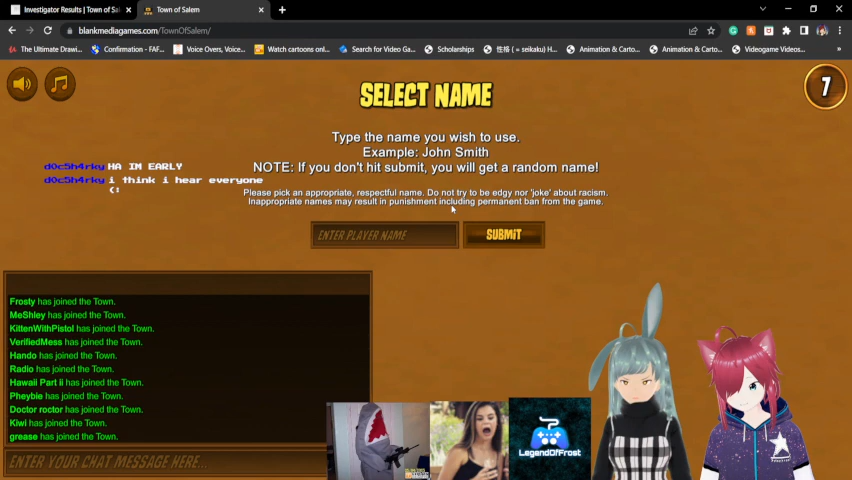 Investigator Results | Town of Sal
Town of Salem
blankmediagames.com/TownOfSalem/
The Ultimate Drawi...
Confirmation - FAF...
Voice Overs, Voice...
Watch cartoons onl...
Search for Video Ga...
Scholarships
性格 ( = seikaku) H...
Animation & Carto...
Animation & Carto...
Videogame Videos...
SELECT NAME
7
Type the name you wish to use.
Example: John Smith
NOTE: If you don't hit submit, you will get a random name!
d0c5h4rky HA IM EARLY
d0c5h4rky i think i hear everyone
(:
Please pick an appropriate, respectful name. Do not try to be edgy nor 'joke' about racism.
Inappropriate names may result in punishment including permanent ban from the game.
ENTER PLAYER NAME
SUBMIT
Frosty has joined the Town.
MeShley has joined the Town.
KittenWithPistol has joined the Town.
VerifiedMess has joined the Town.
Hando has joined the Town.
Radio has joined the Town.
Hawaii Part ii has joined the Town.
Pheybie has joined the Town.
Doctor roctor has joined the Town.
Kiwi has joined the Town.
grease has joined the Town.
ENTER YOUR CHAT MESSAGE HERE...
LegendOfFrost